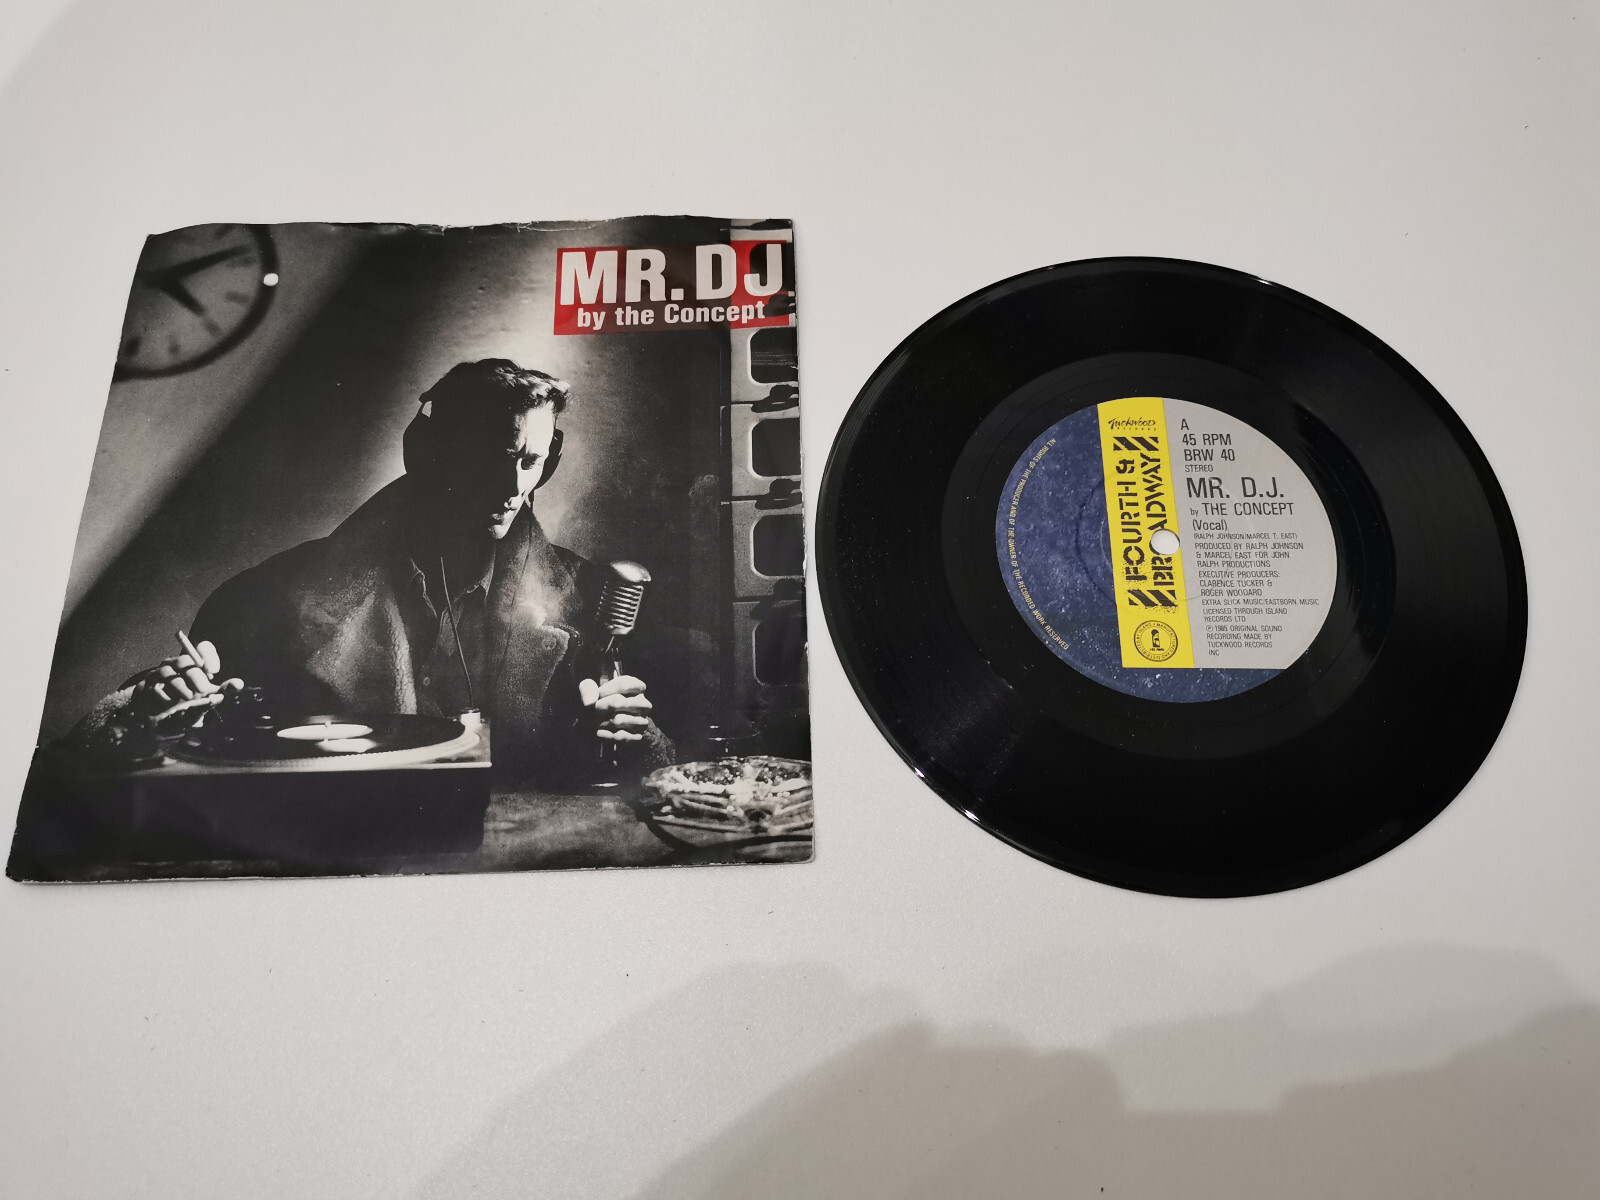 MR. DJ
by the Concept
Tuckwood
RECORDS
FOURTH &
BROADWAY
ALL RIGHTS OF THE PRODUCER AND OF THE OWNER OF THE RECORDED WORK RESERVED
A
45 RPM
BRW 40
STEREO
MR. D.J.
by THE CONCEPT
(Vocal)
(RALPH JOHNSON/MARCEL T. EAST)
PRODUCED BY RALPH JOHNSON
& MARCEL EAST FOR JOHN
RALPH PRODUCTIONS
EXECUTIVE PRODUCERS:
CLARENCE TUCKER &
ROGER WOODARD
EXTRA SLICK MUSIC/EASTBORN MUSIC
LICENSED THROUGH ISLAND
RECORDS LTD
℗ 1985 ORIGINAL SOUND
RECORDING MADE BY
TUCKWOOD RECORDS
INC